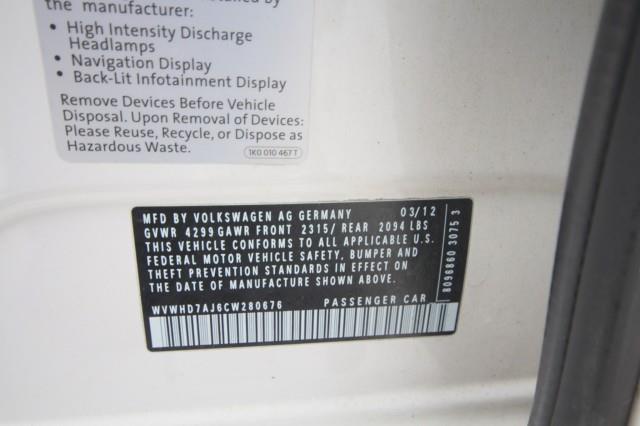 the manufacturer:
• High Intensity Discharge
Headlamps
• Navigation Display
• Back-Lit Infotainment Display
Remove Devices Before Vehicle
Disposal. Upon Removal of Devices:
Please Reuse, Recycle, or Dispose as
Hazardous Waste.
1K0 010 467 T
MFD BY VOLKSWAGEN AG GERMANY 03/12
GVWR 4299 GAWR FRONT 2315/ REAR 2094 LBS
THIS VEHICLE CONFORMS TO ALL APPLICABLE U.S.
FEDERAL MOTOR VEHICLE SAFETY, BUMPER AND
THEFT PREVENTION STANDARDS IN EFFECT ON
THE DATE OF MANUFACTURE SHOWN ABOVE.
WVWHD7AJ6CW280676 PASSENGER CAR
8096860 3075 3